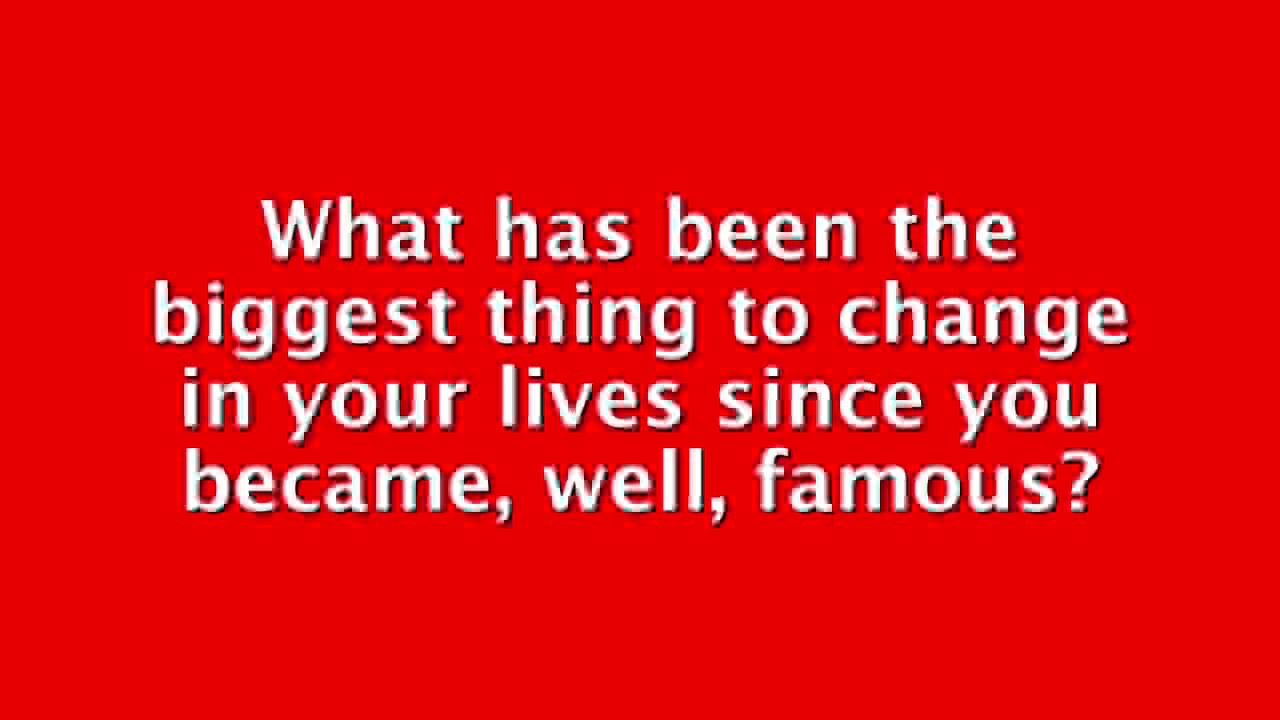 What has been the
biggest thing to change
in your lives since you
became, well, famous?